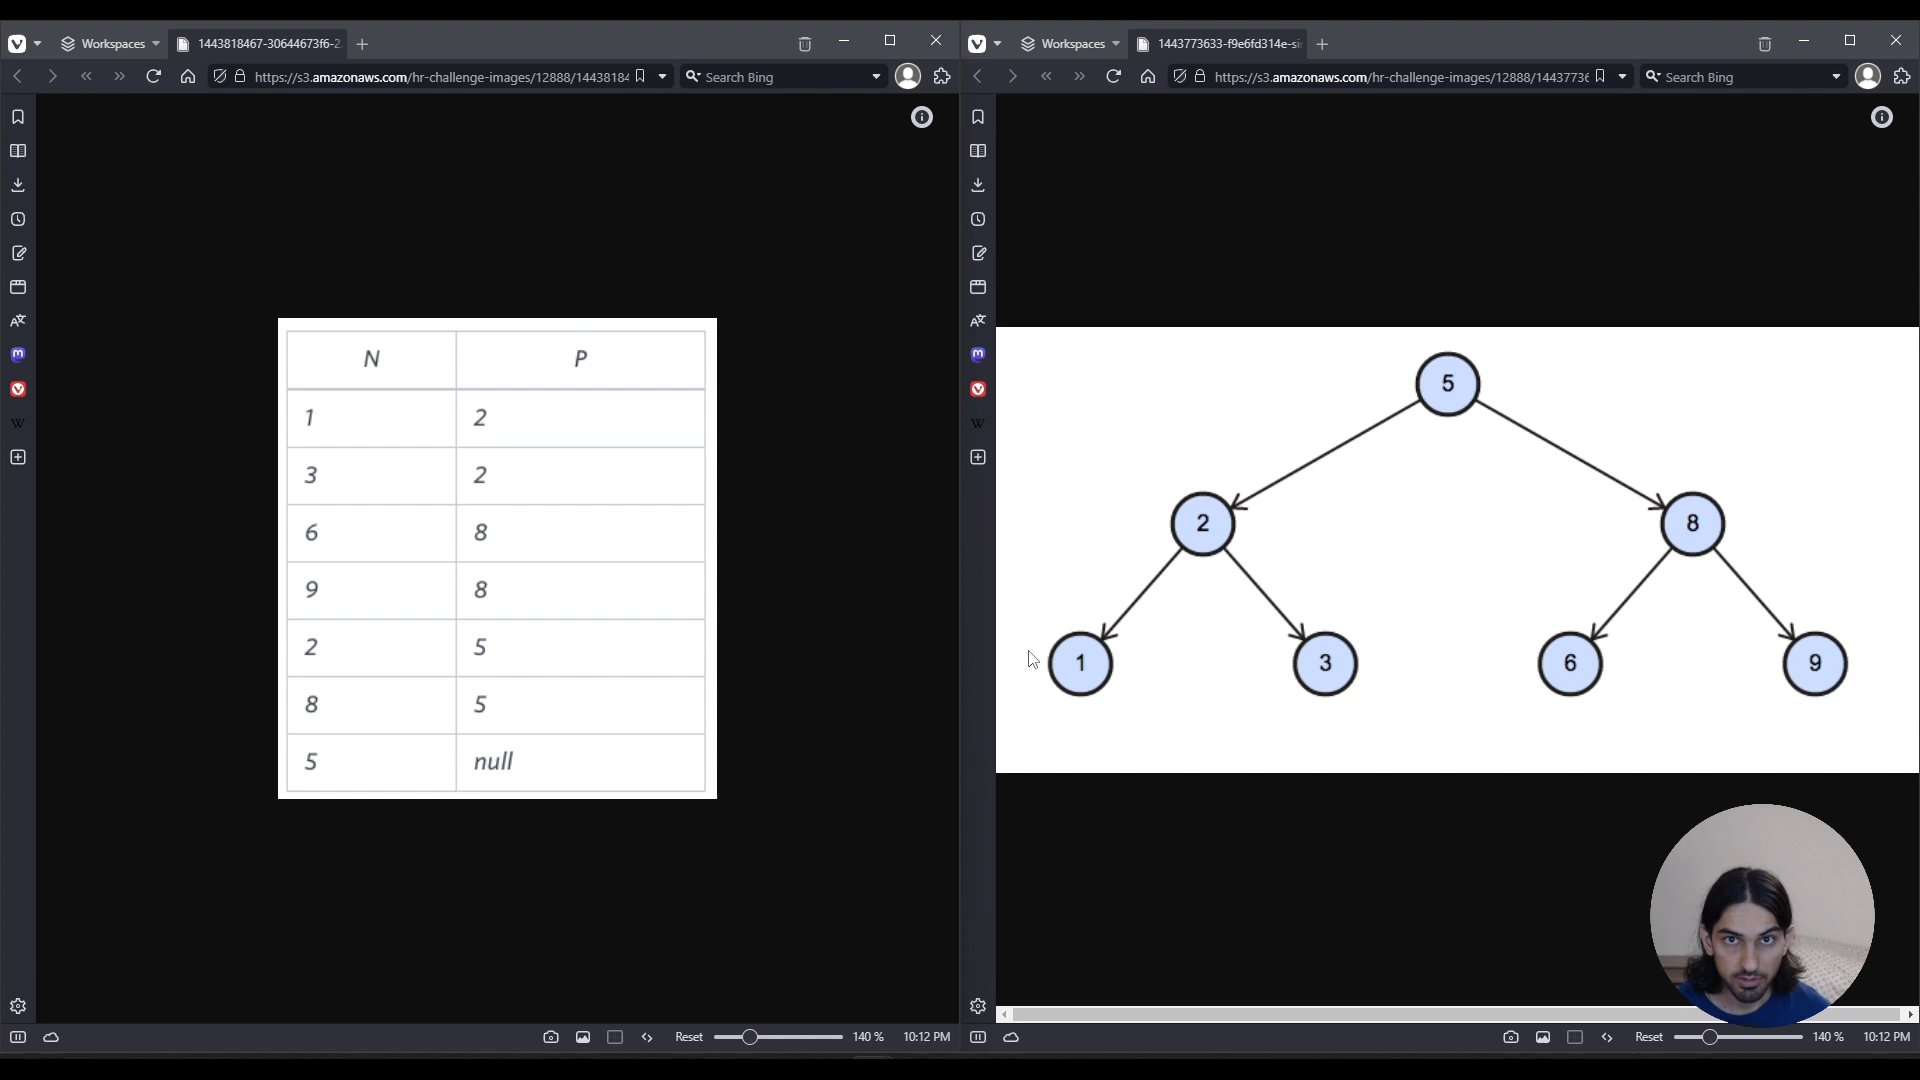 Workspaces
1443818467-30644673f6-2.
https://s3.amazonaws.com/hr-challenge-images/12888/14438184
Search Bing
N P
1 2
3 2
6 8
9 8
2 5
8 5
5 null
Reset
140 %
10:12 PM
Workspaces
1443773633-f9e6fd314e-si
https://s3.amazonaws.com/hr-challenge-images/12888/14437736
Search Bing
5
2 8
1 3 6 9
Reset
140 %
10:12 PM